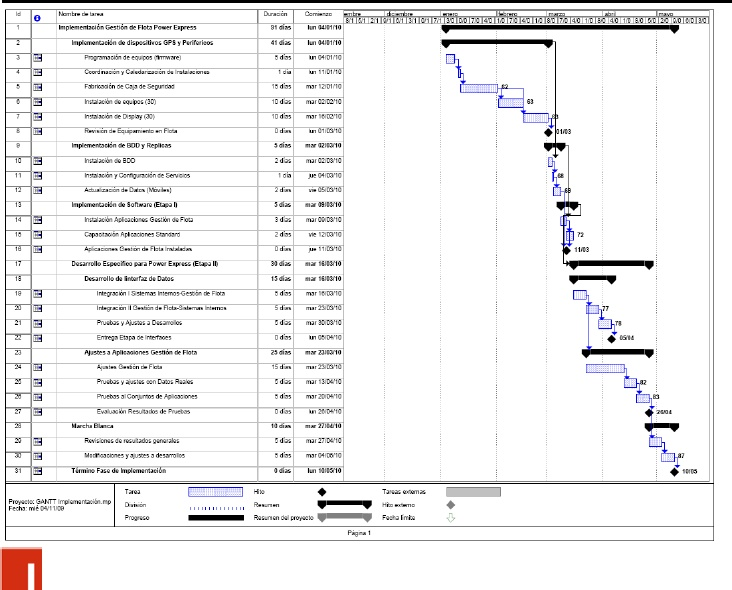 Id Nombre de tarea Duración Comienzo embre diciembre enero febrero marzo abril mayo
1 Implementación Gestión de Flota Power Express 91 días lun 04/01/10
2 Implementación de dispositivos GPS y Perifericos 41 días lun 04/01/10
3 Programación de equipos (firmware) 5 días lun 04/01/10
4 Coordinación y Caledarización de Instalaciones 1 día lun 11/01/10
5 Fabricación de Caja de Seguridad 15 días mar 12/01/10
6 Instalación de equipos (30) 10 días mar 02/02/10 63
7 Instalación de Display (30) 10 días mar 16/02/10
8 Revisión de Equipamiento en Flota 0 días lun 01/03/10 01/03
9 Implementación de BDD y Replicas 5 días mar 02/03/10
10 Instalación de BDD 2 días mar 02/03/10
11 Instalación y Configuración de Servicios 1 día jue 04/03/10 68
12 Actualización de Datos (Móviles) 2 días vie 05/03/10 69
13 Implementación de Software (Etapa I) 5 días mar 09/03/10
14 Instalación Aplicaciones Gestión de Flota 3 días mar 09/03/10
15 Capacitación Aplicaciones Standard 2 días vie 12/03/10 72
16 Aplicaciones Gestión de Flota Instaladas 0 días jue 11/03/10 11/03
17 Desarrollo Especifico para Power Express (Etapa II) 30 días mar 16/03/10
18 Desarrollo de Iinterfaz de Datos 15 días mar 16/03/10
19 Integración I Sistemas Internos-Gestión de Flota 5 días mar 16/03/10
20 Integración II Gestión de Flota-Sistemas Internos 5 días mar 23/03/10 77
21 Pruebas y Ajustes a Desarrollos 5 días mar 30/03/10 78
22 Entrega Etapa de Interfaces 0 días lun 05/04/10 05/04
23 Ajustes a Aplicaciones Gestión de Flota 25 días mar 23/03/10
24 Ajustes Gestión de Flota 15 días mar 23/03/10
25 Pruebas y ajustes con Datos Reales 5 días mar 13/04/10 82
26 Pruebas al Conjuntos de Aplicaciones 5 días mar 20/04/10 83
27 Evaluación Resultados de Pruebas 0 días lun 26/04/10 26/04
28 Marcha Blanca 10 días mar 27/04/10
29 Revisiones de resultados generales 5 días mar 27/04/10
30 Modificaciones y ajustes a desarrollos 5 días mar 04/05/10 87
31 Término Fase de Implementación 0 días lun 10/05/10 10/05
Proyecto: GANTT Implementación.mp
Fecha: mié 04/11/09
Tarea Hito Tareas externas
División Resumen Hito externo
Progreso Resumen del proyecto Fecha límite
Página 1